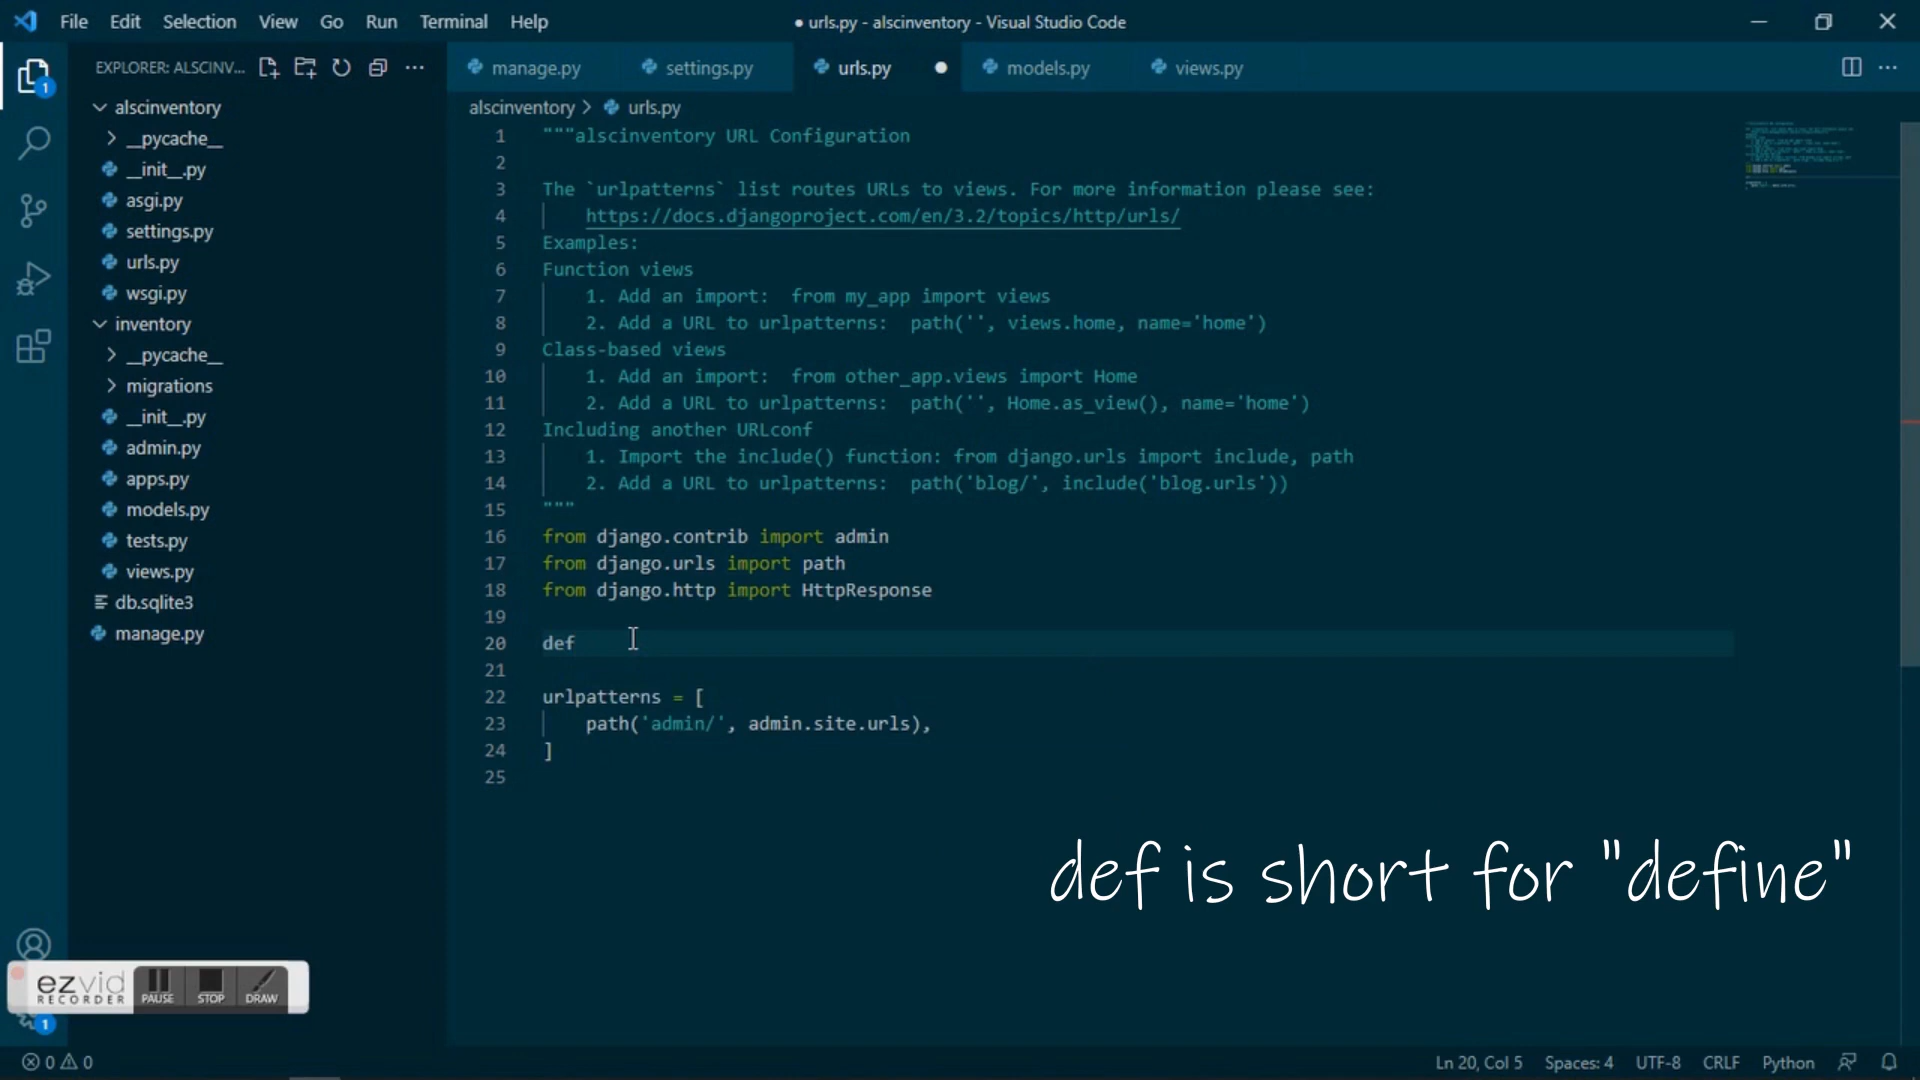 File Edit Selection View Go Run Terminal Help
● urls.py - alscinventory - Visual Studio Code
EXPLORER: ALSCINV...
manage.py settings.py urls.py models.py views.py
alscinventory > urls.py
alscinventory
__pycache__
__init__.py
asgi.py
settings.py
urls.py
wsgi.py
inventory
__pycache__
migrations
__init__.py
admin.py
apps.py
models.py
tests.py
views.py
db.sqlite3
manage.py
1 """alscinventory URL Configuration
2
3 The `urlpatterns` list routes URLs to views. For more information please see:
4 https://docs.djangoproject.com/en/3.2/topics/http/urls/
5 Examples:
6 Function views
7 1. Add an import:  from my_app import views
8 2. Add a URL to urlpatterns:  path('', views.home, name='home')
9 Class-based views
10 1. Add an import:  from other_app.views import Home
11 2. Add a URL to urlpatterns:  path('', Home.as_view(), name='home')
12 Including another URLconf
13 1. Import the include() function: from django.urls import include, path
14 2. Add a URL to urlpatterns:  path('blog/', include('blog.urls'))
15 """
16 from django.contrib import admin
17 from django.urls import path
18 from django.http import HttpResponse
19
20 def
21
22 urlpatterns = [
23 path('admin/', admin.site.urls),
24 ]
25
def is short for "define"
1
ezvid
RECORDER
PAUSE STOP DRAW
1
0 0
Ln 20, Col 5 Spaces: 4 UTF-8 CRLF Python